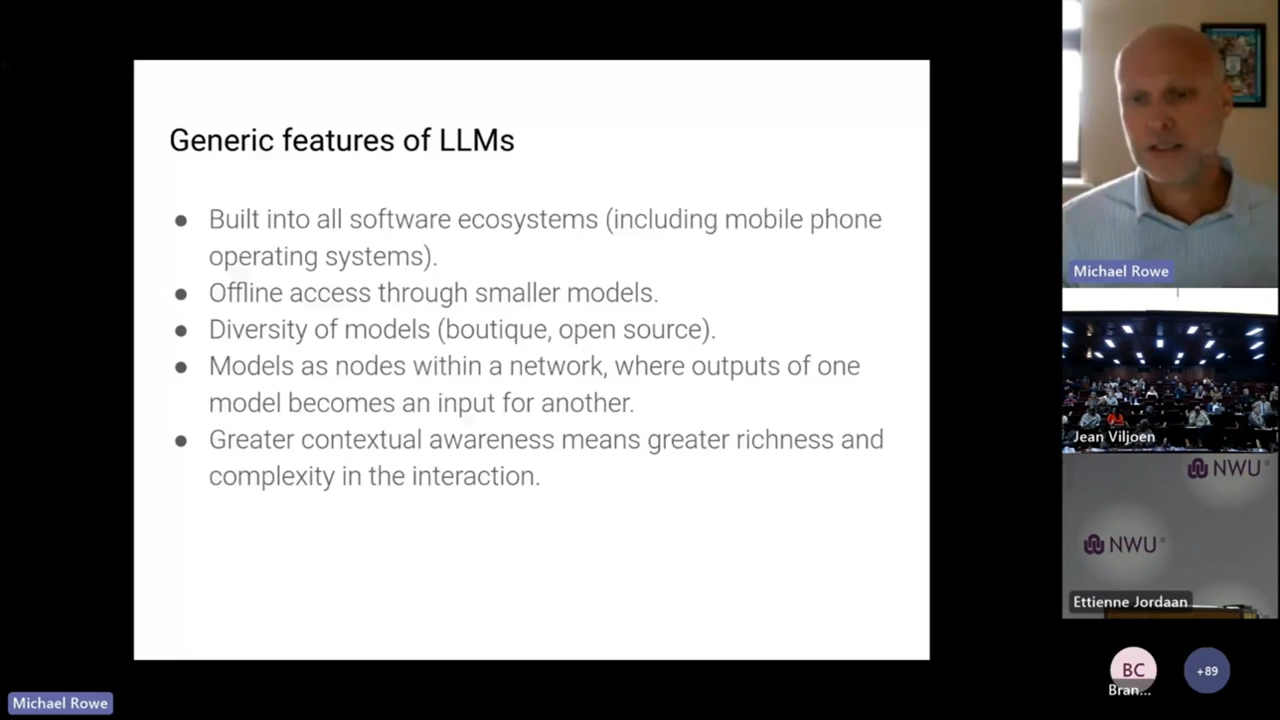 Generic features of LLMs
● Built into all software ecosystems (including mobile phone
operating systems).
● Offline access through smaller models.
● Diversity of models (boutique, open source).
● Models as nodes within a network, where outputs of one
model becomes an input for another.
● Greater contextual awareness means greater richness and
complexity in the interaction.
Michael Rowe
Jean Viljoen
NWU®
NWU®
Ettienne Jordaan
BC
Bran...
+89
Michael Rowe